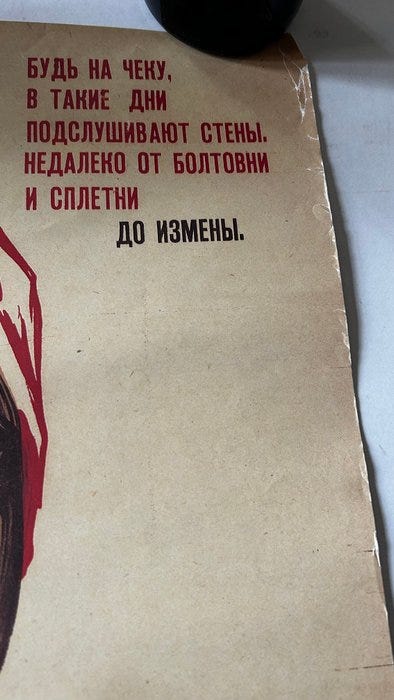 БУДЬ НА ЧЕКУ,
В ТАКИЕ ДНИ
ПОДСЛУШИВАЮТ СТЕНЫ.
НЕДАЛЕКО ОТ БОЛТОВНИ
И СПЛЕТНИ
ДО ИЗМЕНЫ.